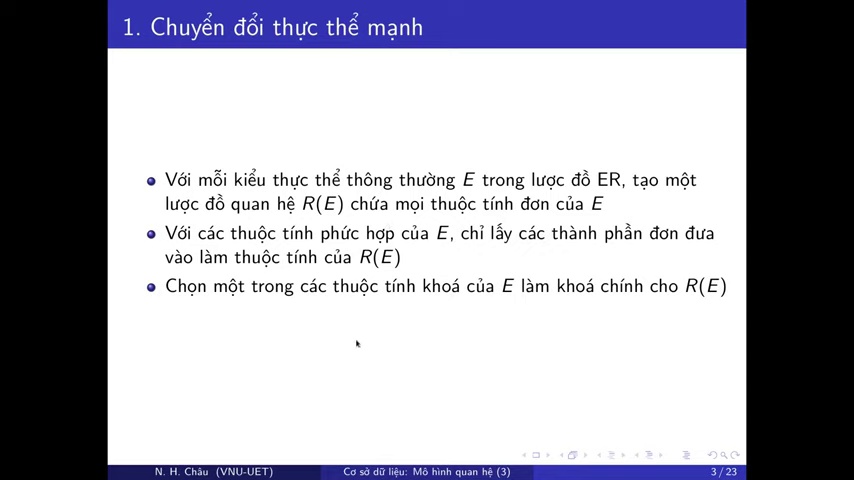 1. Chuyển đổi thực thể mạnh
Với mỗi kiểu thực thể thông thường E trong lược đồ ER, tạo một
lược đồ quan hệ R(E) chứa mọi thuộc tính đơn của E
Với các thuộc tính phức hợp của E, chỉ lấy các thành phần đơn đưa
vào làm thuộc tính của R(E)
Chọn một trong các thuộc tính khoá của E làm khoá chính cho R(E)
N. H. Châu (VNU-UET)
Cơ sở dữ liệu: Mô hình quan hệ (3)
3 / 23